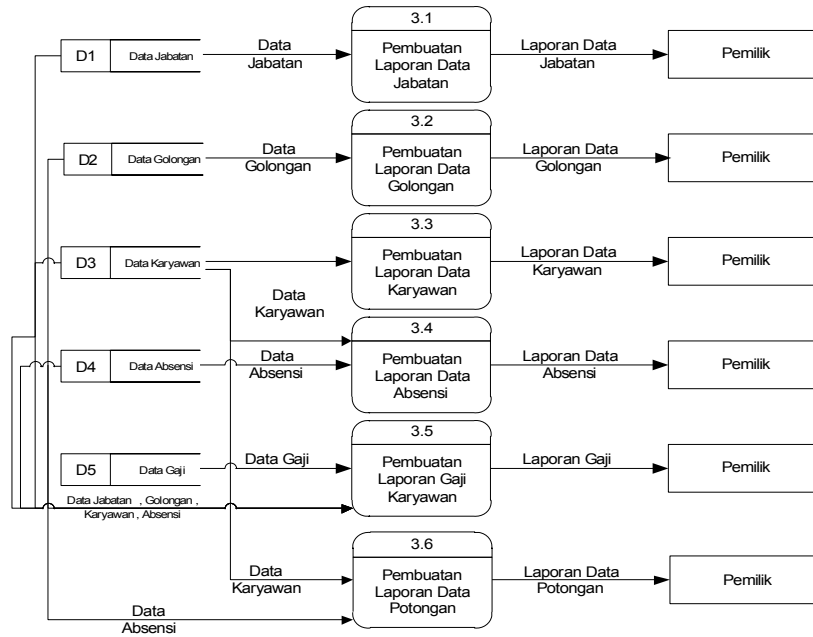 3.1
D1
Data Jabatan
Data
Jabatan
Pembuatan
Laporan Data
Jabatan
Laporan Data
Jabatan
Pemilik
3.2
D2
Data Golongan
Data
Golongan
Pembuatan
Laporan Data
Golongan
Laporan Data
Golongan
Pemilik
3.3
D3
Data Karyawan
Pembuatan
Laporan Data
Karyawan
Laporan Data
Karyawan
Pemilik
Data
Karyawan
3.4
D4
Data Absensi
Data
Absensi
Pembuatan
Laporan Data
Absensi
Laporan Data
Absensi
Pemilik
3.5
D5
Data Gaji
Data Gaji
Pembuatan
Laporan Gaji
Karyawan
Laporan Gaji
Pemilik
Data Jabatan , Golongan ,
Karyawan , Absensi
3.6
Data
Karyawan
Pembuatan
Laporan Data
Potongan
Laporan Data
Potongan
Pemilik
Data
Absensi